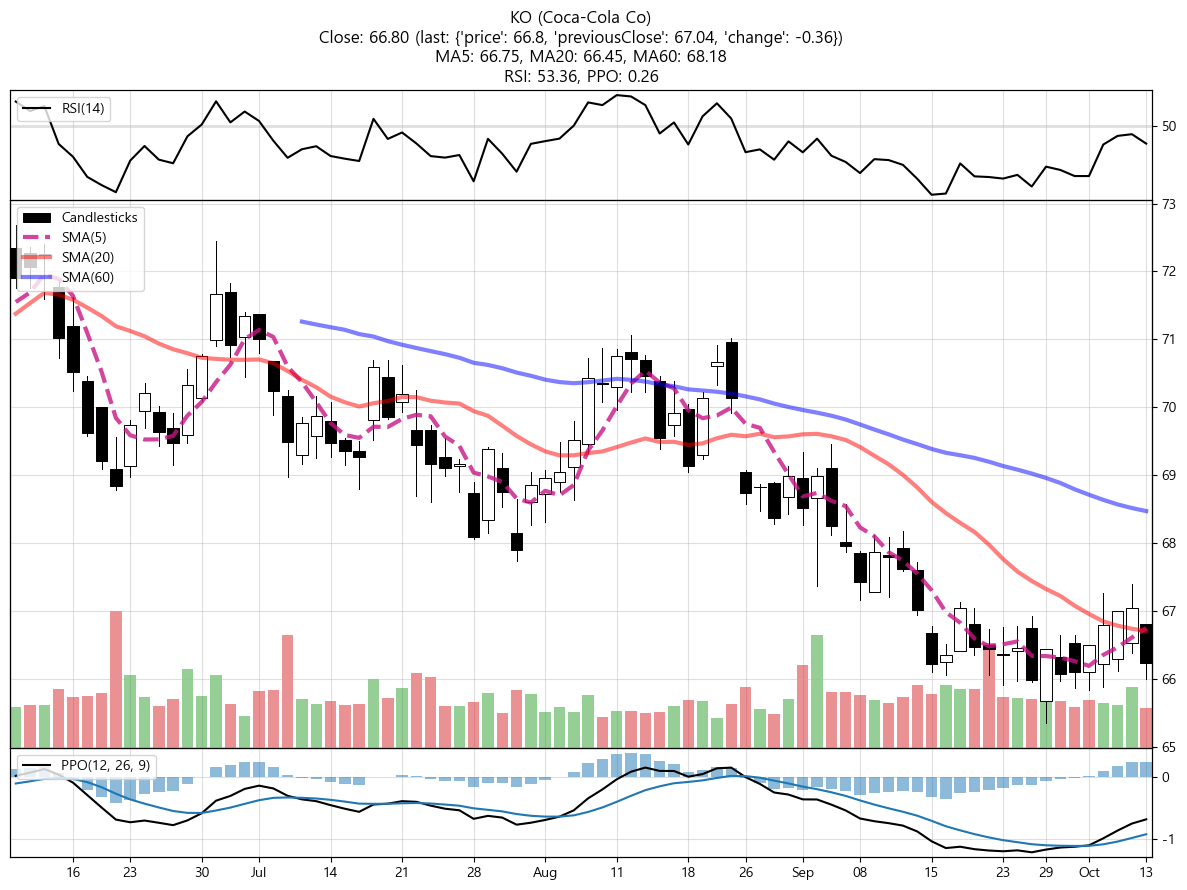 KO (Coca-Cola Co)
Close: 66.80 (last: {'price': 66.8, 'previousClose': 67.04, 'change': -0.36})
MA5: 66.75, MA20: 66.45, MA60: 68.18
RSI: 53.36, PPO: 0.26
RSI(14)
50
73
Candlesticks
SMA(5)
SMA(20)
SMA(60)
72
71
70
69
68
67
66
65
PPO(12, 26, 9)
0
-1
16 23 30 Jul 14 21 28 Aug 11 18 26 Sep 08 15 23 29 Oct 13